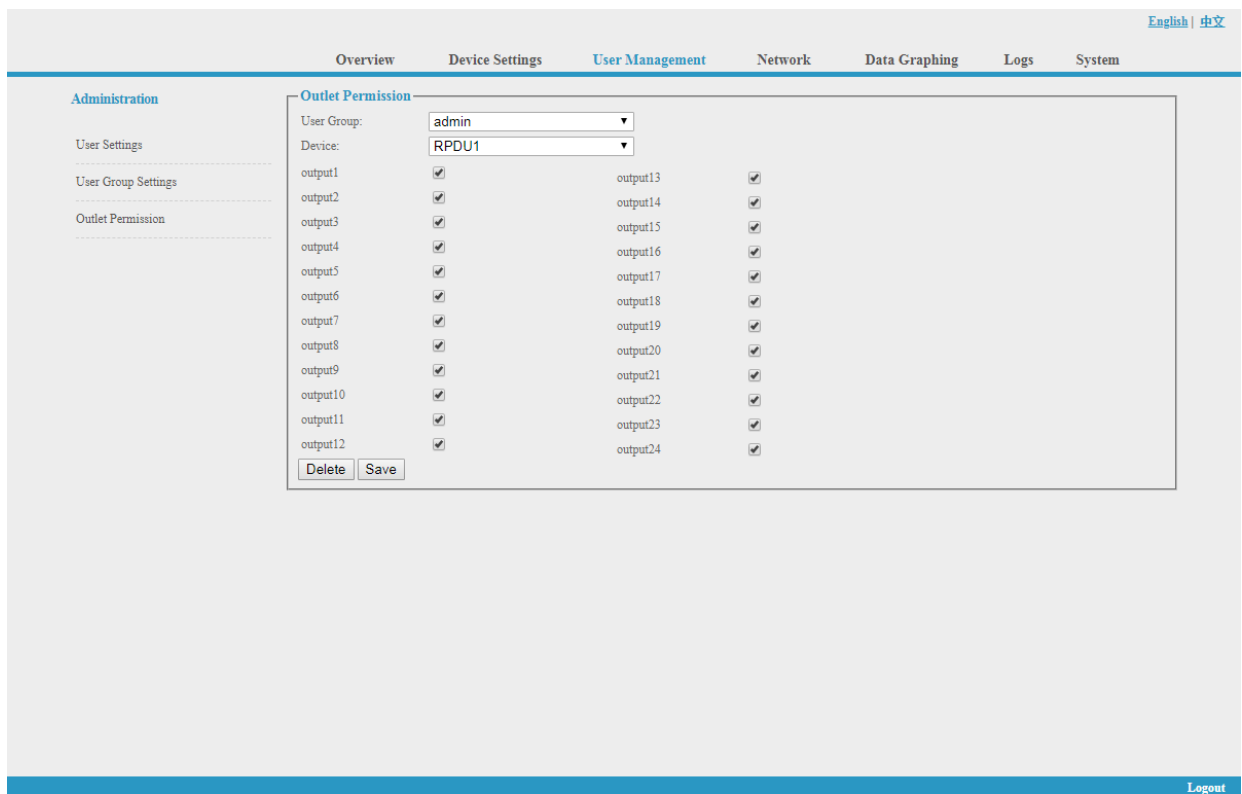 English | 中文
Overview Device Settings User Management Network Data Graphing Logs System
Administration
User Settings
User Group Settings
Outlet Permission
Outlet Permission
User Group: admin
Device: RPDU1
output1
output2
output3
output4
output5
output6
output7
output8
output9
output10
output11
output12
output13
output14
output15
output16
output17
output18
output19
output20
output21
output22
output23
output24
Delete Save
Logout